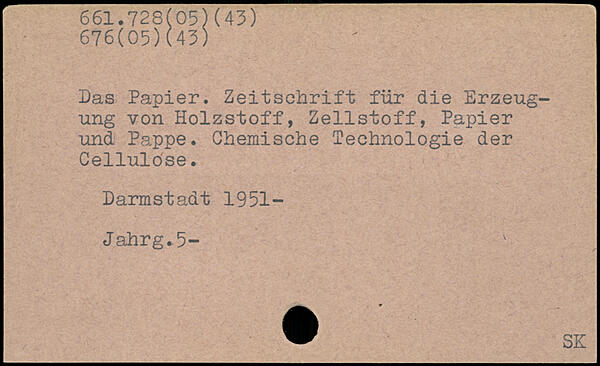 661.728(05)(43)
676(05)(43)
Das Papier. Zeitschrift für die Erzeug-
ung von Holzstoff, Zellstoff, Papier
und Pappe. Chemische Technologie der
Cellulose.
Darmstadt 1951-
Jahrg.5-
SK